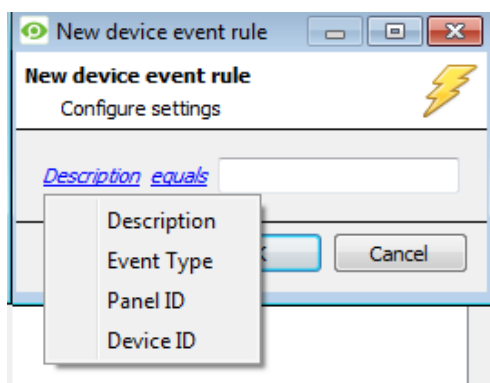 New device event rule
New device event rule
Configure settings
Description equals
Description
Event Type
Panel ID
Device ID
Cancel